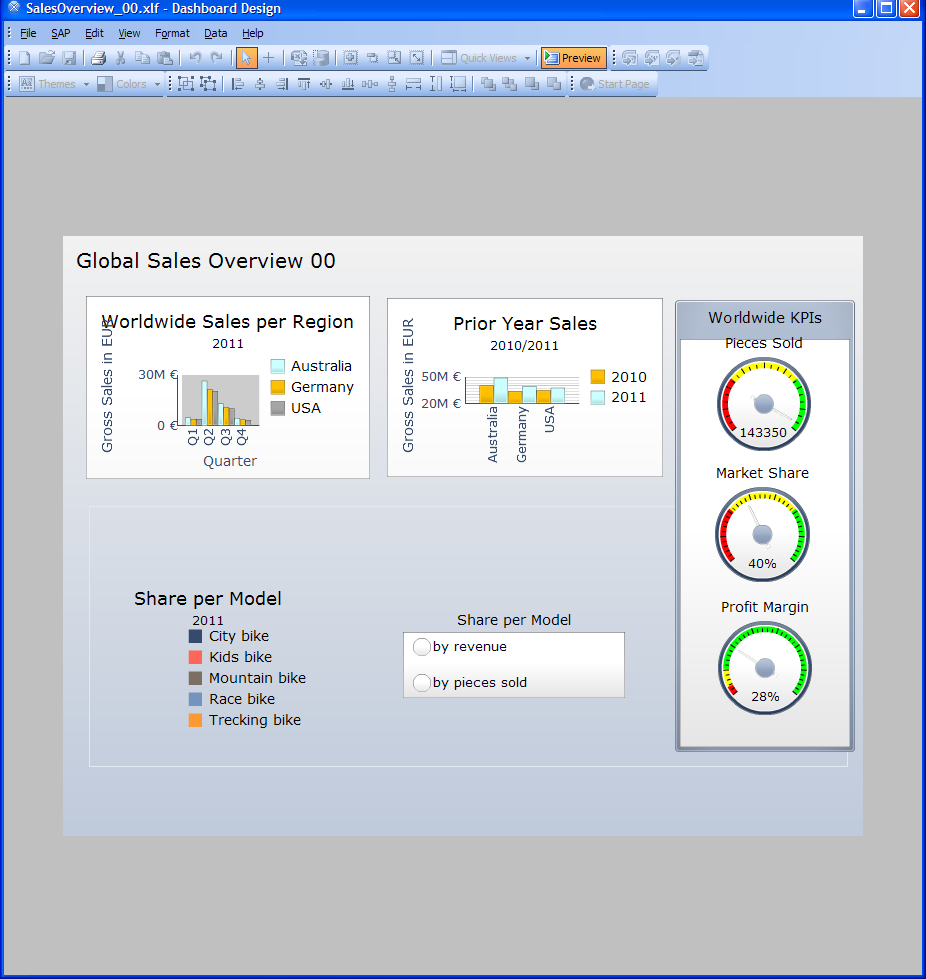 SalesOverview_00.xlf - Dashboard Design
File SAP Edit View Format Data Help
Quick Views Preview
Themes Colors Start Page
Global Sales Overview 00
Worldwide Sales per Region
2011
Gross Sales in EUR
30M €
0 €
Q1 Q2 Q3 Q4
Quarter
Australia
Germany
USA
Prior Year Sales
2010/2011
Gross Sales in EUR
50M €
20M €
Australia Germany USA
2010
2011
Worldwide KPIs
Pieces Sold
143350
Market Share
40%
Profit Margin
28%
Share per Model
2011
City bike
Kids bike
Mountain bike
Race bike
Trecking bike
Share per Model
by revenue
by pieces sold